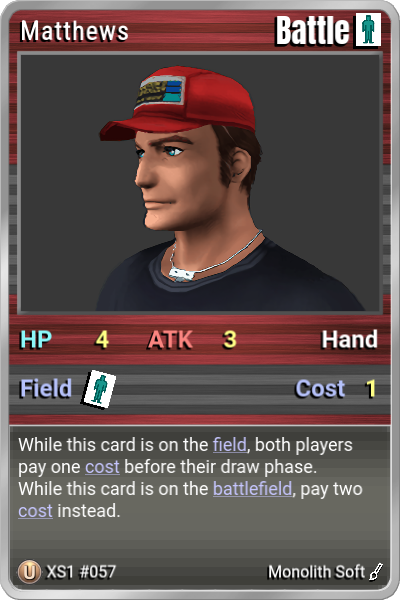 Matthews Battle
HP 4 ATK 3 Hand
Field Cost 1
While this card is on the field, both players
pay one cost before their draw phase.
While this card is on the battlefield, pay two
cost instead.
U XS1 #057 Monolith Soft